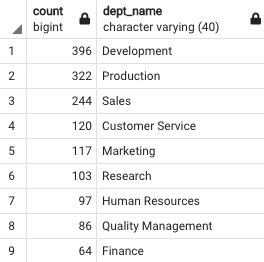 count dept_name
bigint character varying (40)
1 396 Development
2 322 Production
3 244 Sales
4 120 Customer Service
5 117 Marketing
6 103 Research
7 97 Human Resources
8 86 Quality Management
9 64 Finance